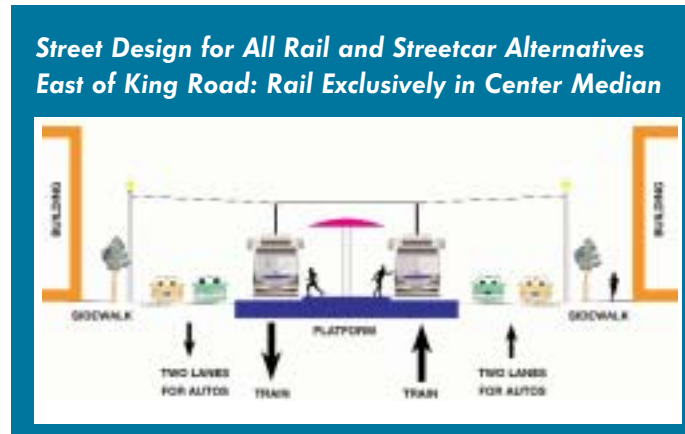 Street Design for All Rail and Streetcar Alternatives
East of King Road: Rail Exclusively in Center Median
BUILDING
BUILDING
SIDEWALK
PLATFORM
SIDEWALK
TWO LANES
FOR AUTOS
TRAIN
TRAIN
TWO LANES
FOR AUTOS